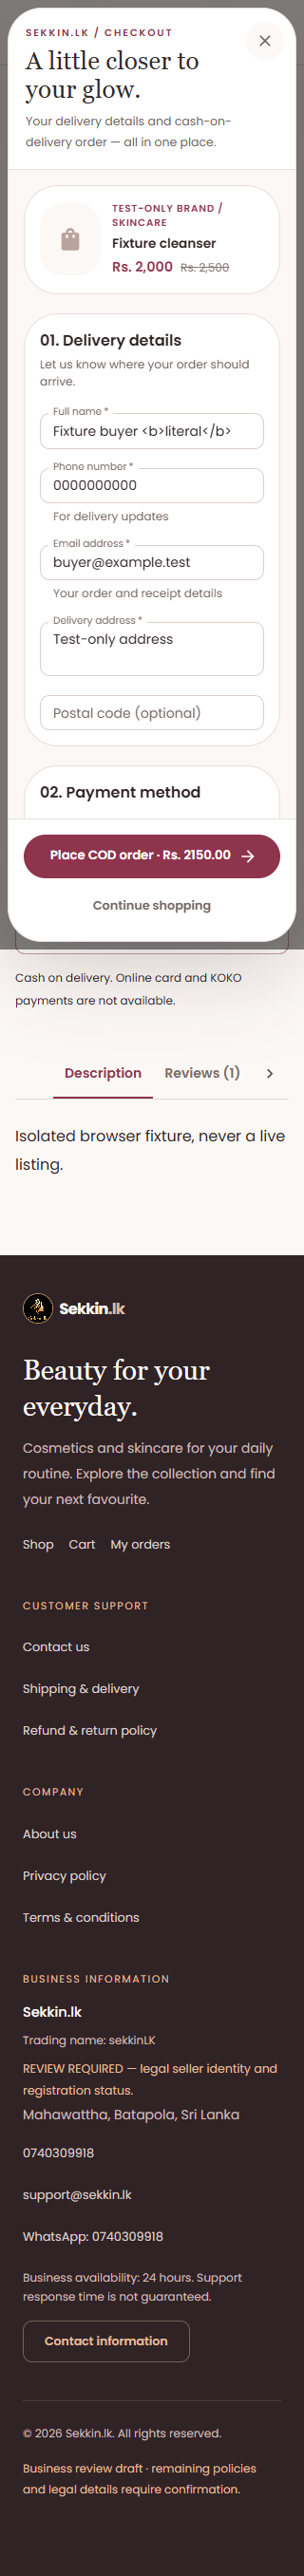 SEKKIN.LK / CHECKOUT
A little closer to
your glow.
Your delivery details and cash-on-
delivery order — all in one place.
TEST-ONLY BRAND /
SKINCARE
Fixture cleanser
Rs. 2,000 Rs. 2,500
01. Delivery details
Let us know where your order should
arrive.
Full name *
Fixture buyer <b>literal</b>
Phone number *
0000000000
For delivery updates
Email address *
buyer@example.test
Your order and receipt details
Delivery address *
Test-only address
Postal code (optional)
02. Payment method
Place COD order · Rs. 2150.00
Continue shopping
Cash on delivery. Online card and KOKO
payments are not available.
Description Reviews (1)
Isolated browser fixture, never a live
listing.
Sekkin.lk
Beauty for your
everyday.
Cosmetics and skincare for your daily
routine. Explore the collection and find
your next favourite.
Shop Cart My orders
CUSTOMER SUPPORT
Contact us
Shipping & delivery
Refund & return policy
COMPANY
About us
Privacy policy
Terms & conditions
BUSINESS INFORMATION
Sekkin.lk
Trading name: sekkinLK
REVIEW REQUIRED — legal seller identity and
registration status.
Mahawattha, Batapola, Sri Lanka
0740309918
support@sekkin.lk
WhatsApp: 0740309918
Business availability: 24 hours. Support
response time is not guaranteed.
Contact information
© 2026 Sekkin.lk. All rights reserved.
Business review draft · remaining policies
and legal details require confirmation.